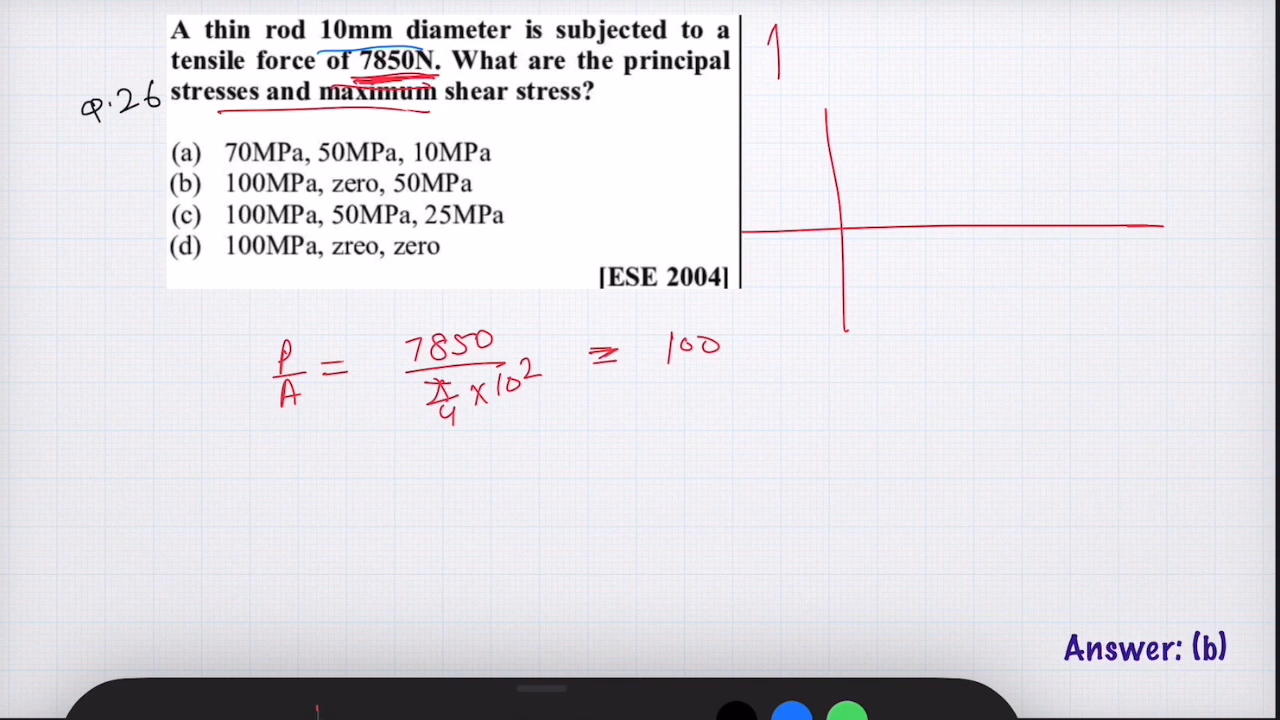 A thin rod 10mm diameter is subjected to a
tensile force of 7850N. What are the principal
Q.26 stresses and maximum shear stress?
(a) 70MPa, 50MPa, 10MPa
(b) 100MPa, zero, 50MPa
(c) 100MPa, 50MPa, 25MPa
(d) 100MPa, zreo, zero
[ESE 2004]
1
P/A = 7850/(π/4 × 10²) = 100
Answer: (b)